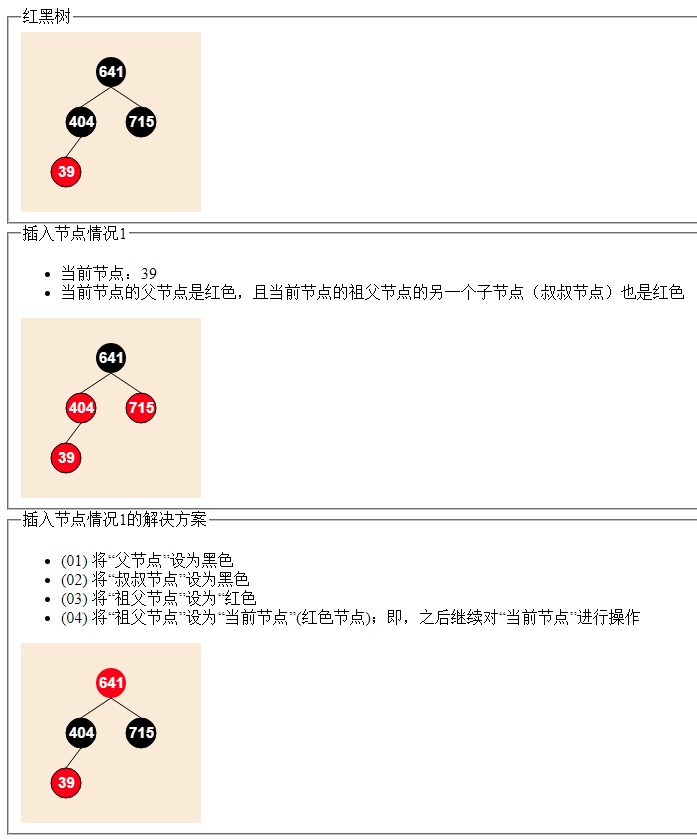 红黑树
641
404 715
39
插入节点情况1
当前节点：39
当前节点的父节点是红色，且当前节点的祖父节点的另一个子节点（叔叔节点）也是红色
641
404 715
39
插入节点情况1的解决方案
(01) 将“父节点”设为黑色
(02) 将“叔叔节点”设为黑色
(03) 将“祖父节点”设为“红色
(04) 将“祖父节点”设为“当前节点”(红色节点)；即，之后继续对“当前节点”进行操作
641
404 715
39